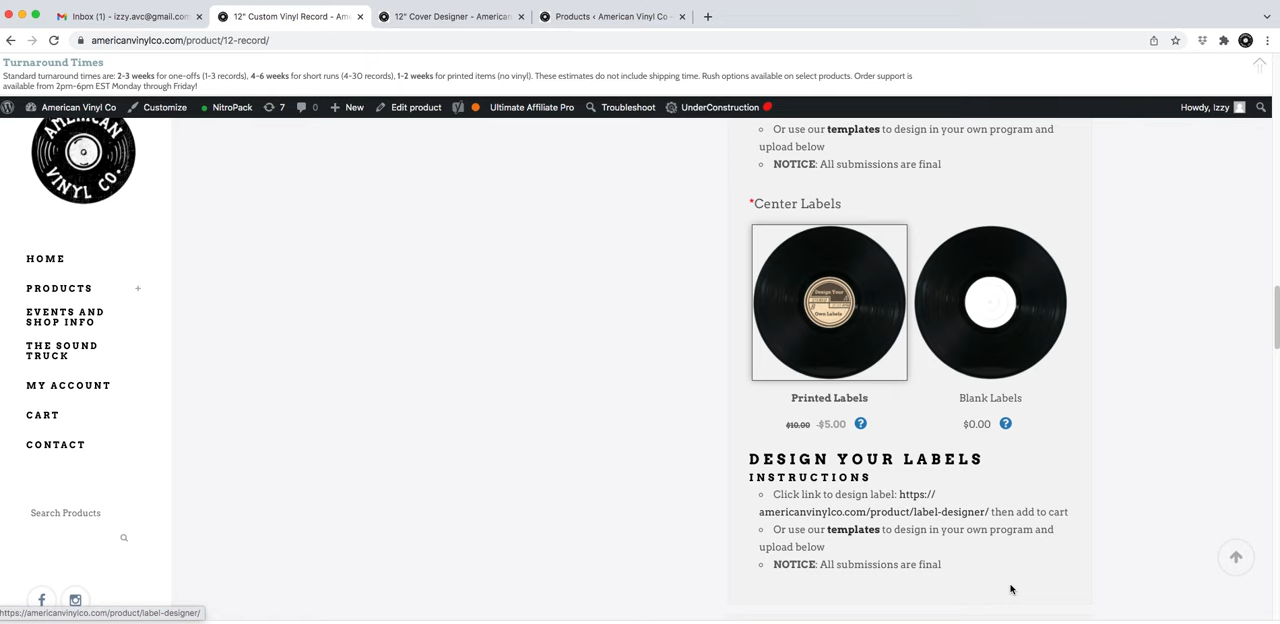 Inbox (1) - izzy.avc@gmail.com
12" Custom Vinyl Record - Am
12" Cover Designer - American
Products ‹ American Vinyl Co —
americanvinylco.com/product/12-record/
Turnaround Times
Standard turnaround times are: 2-3 weeks for one-offs (1-3 records), 4-6 weeks for short runs (4-30 records), 1-2 weeks for printed items (no vinyl). These estimates do not include shipping time. Rush options available on select products. Order support is
available from 2pm-6pm EST Monday through Friday!
American Vinyl Co Customize NitroPack 7 0 New Edit product Ultimate Affiliate Pro Troubleshoot UnderConstruction Howdy, Izzy
AMERICAN
VINYL CO.
HOME
PRODUCTS +
EVENTS AND
SHOP INFO
THE SOUND
TRUCK
MY ACCOUNT
CART
CONTACT
Search Products
Or use our templates to design in your own program and
upload below
NOTICE: All submissions are final
*Center Labels
Design Your
Own Labels
Printed Labels
$10.00 -$5.00 ?
Blank Labels
$0.00 ?
DESIGN YOUR LABELS
INSTRUCTIONS
Click link to design label: https://
americanvinylco.com/product/label-designer/ then add to cart
Or use our templates to design in your own program and
upload below
NOTICE: All submissions are final
https://americanvinylco.com/product/label-designer/